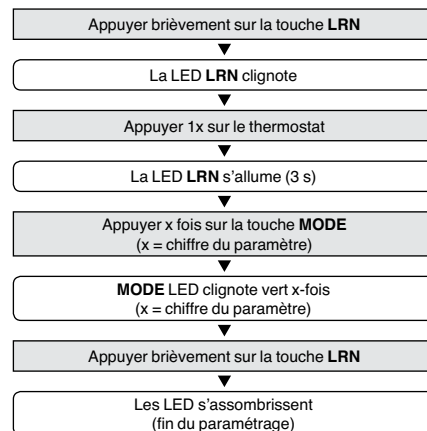 Appuyer brièvement sur la touche LRN
La LED LRN clignote
Appuyer 1x sur le thermostat
La LED LRN s'allume (3 s)
Appuyer x fois sur la touche MODE
(x = chiffre du paramètre)
MODE LED clignote vert x-fois
(x = chiffre du paramètre)
Appuyer brièvement sur la touche LRN
Les LED s'assombrissent
(fin du paramétrage)